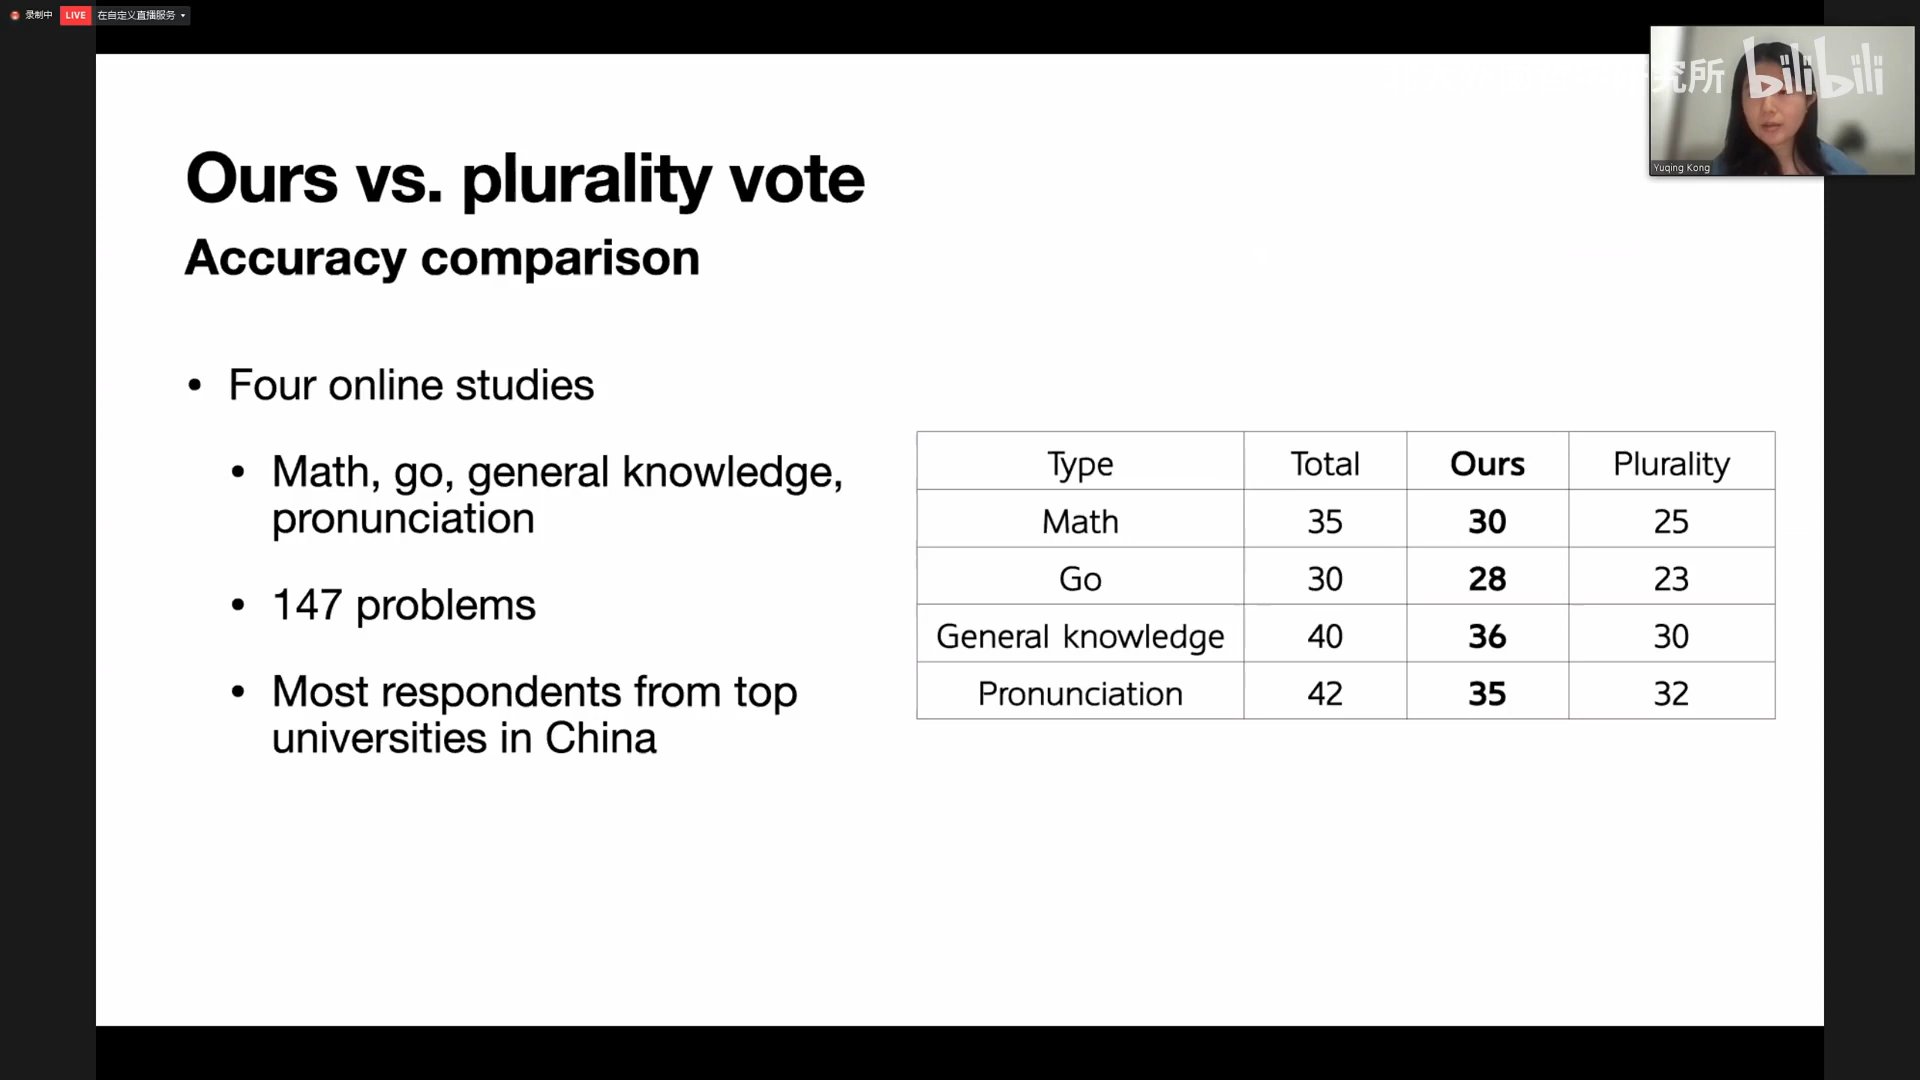 录制中 LIVE 在自定义直播服务
究所 bilibili
Yuqing Kong
Ours vs. plurality vote
Accuracy comparison
• Four online studies
• Math, go, general knowledge,
pronunciation
• 147 problems
• Most respondents from top
universities in China
Type Total Ours Plurality
Math 35 30 25
Go 30 28 23
General knowledge 40 36 30
Pronunciation 42 35 32